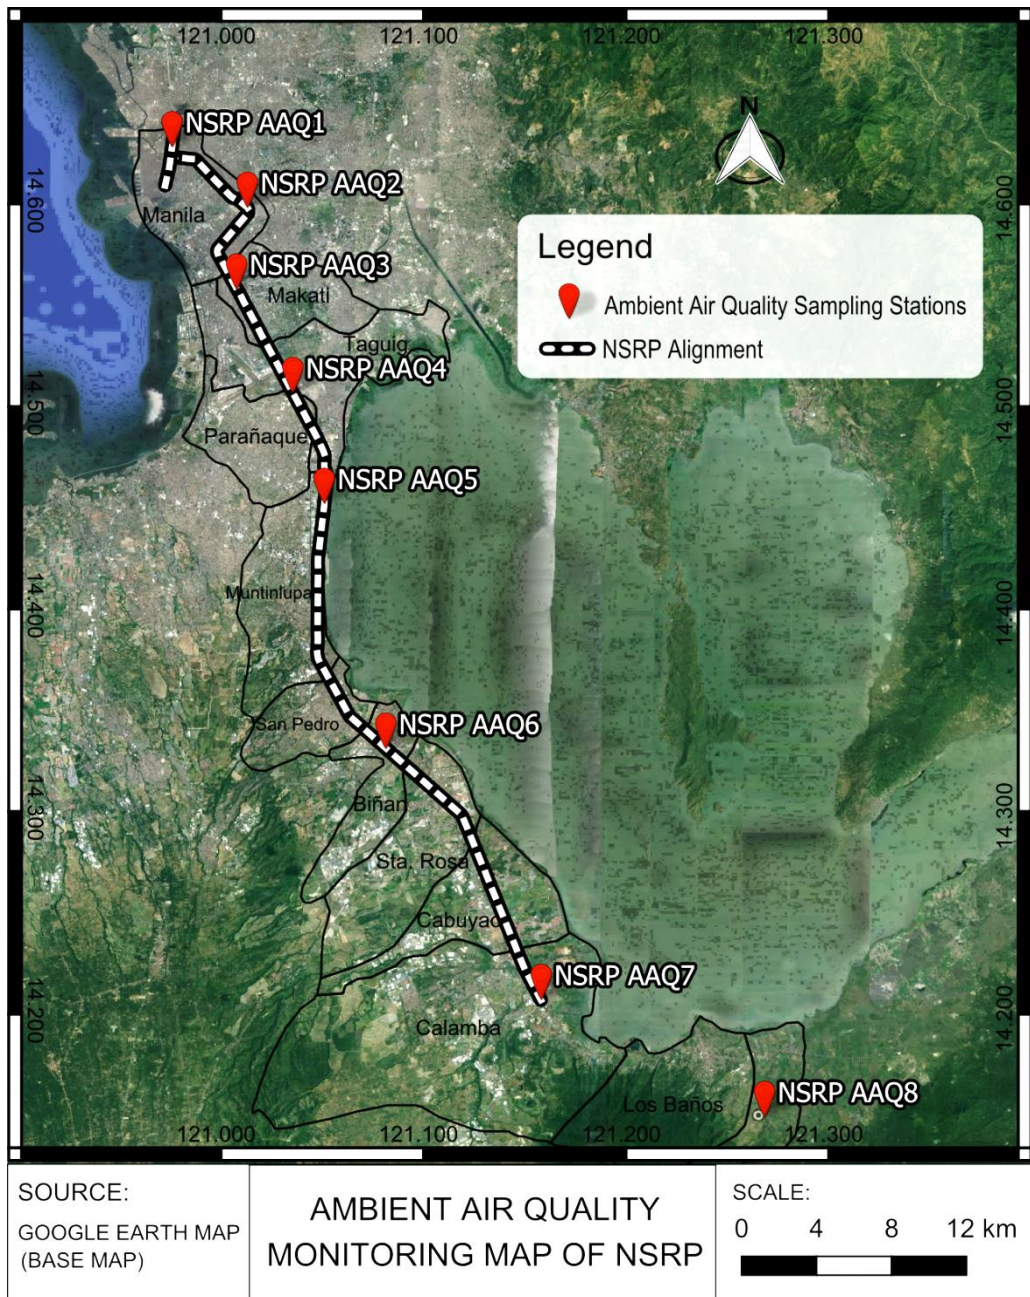 121.000 121.100 121.200 121.300
NSRP AAQ1
N
NSRP AAQ2
14.600
14.600
Manila
Legend
NSRP AAQ3
Makati
Ambient Air Quality Sampling Stations
Taguig
NSRP Alignment
NSRP AAQ4
14.500
14.500
Parañaque
NSRP AAQ5
Muntinlupa
14.400
14.400
San Pedro
NSRP AAQ6
Biñan
14.300
14.300
Sta. Rosa
Cabuyao
NSRP AAQ7
14.200
14.200
Calamba
NSRP AAQ8
Los Baños
121.000 121.100 121.200 121.300
SOURCE:
GOOGLE EARTH MAP
(BASE MAP)
AMBIENT AIR QUALITY
MONITORING MAP OF NSRP
SCALE:
0 4 8 12 km